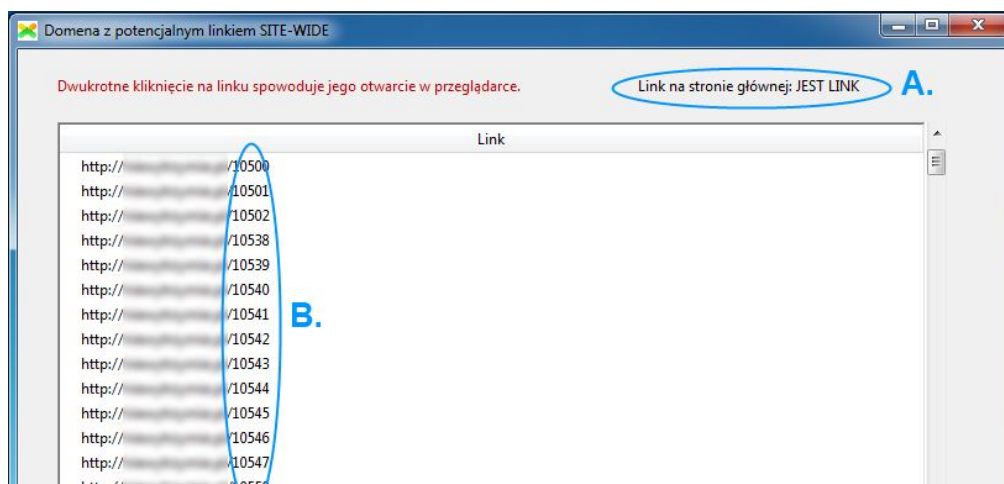 Domena z potencjalnym linkiem SITE-WIDE
Dwukrotne kliknięcie na linku spowoduje jego otwarcie w przeglądarce.
Link na stronie głównej: JEST LINK
A.
Link
http:// /10500
http:// /10501
http:// /10502
http:// /10538
http:// /10539
http:// /10540
http:// /10541
B.
http:// /10542
http:// /10543
http:// /10544
http:// /10545
http:// /10546
http:// /10547